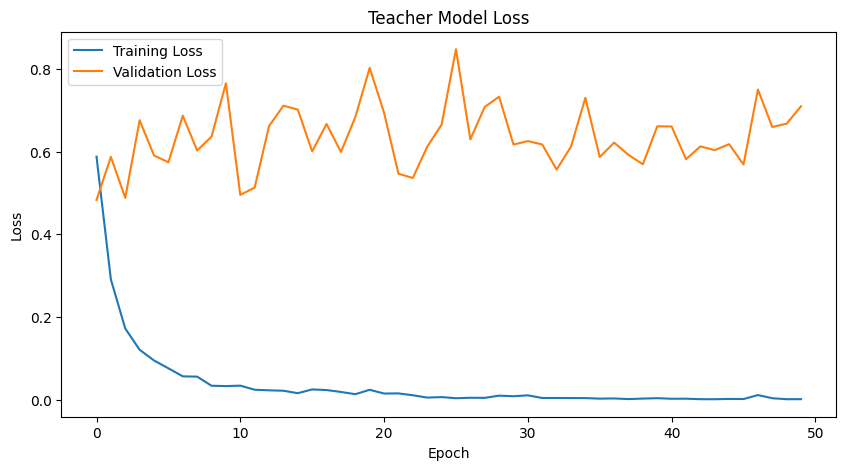 Teacher Model Loss
Training Loss
Validation Loss
Loss
0.8
0.6
0.4
0.2
0.0
0
10
20
30
40
50
Epoch